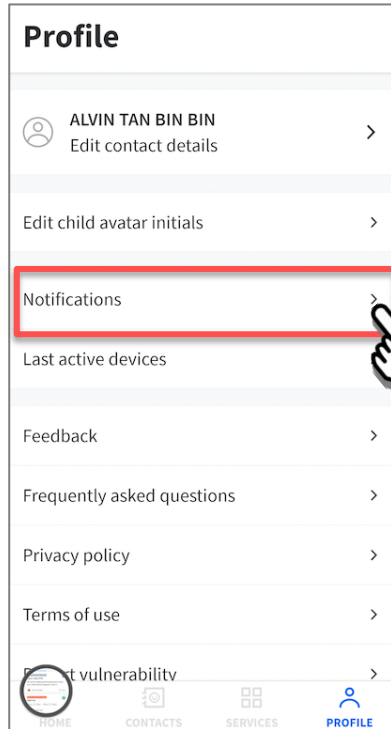 Profile
ALVIN TAN BIN BIN
Edit contact details
Edit child avatar initials
Notifications
Last active devices
Feedback
Frequently asked questions
Privacy policy
Terms of use
vulnerability
HOME
CONTACTS
SERVICES
PROFILE